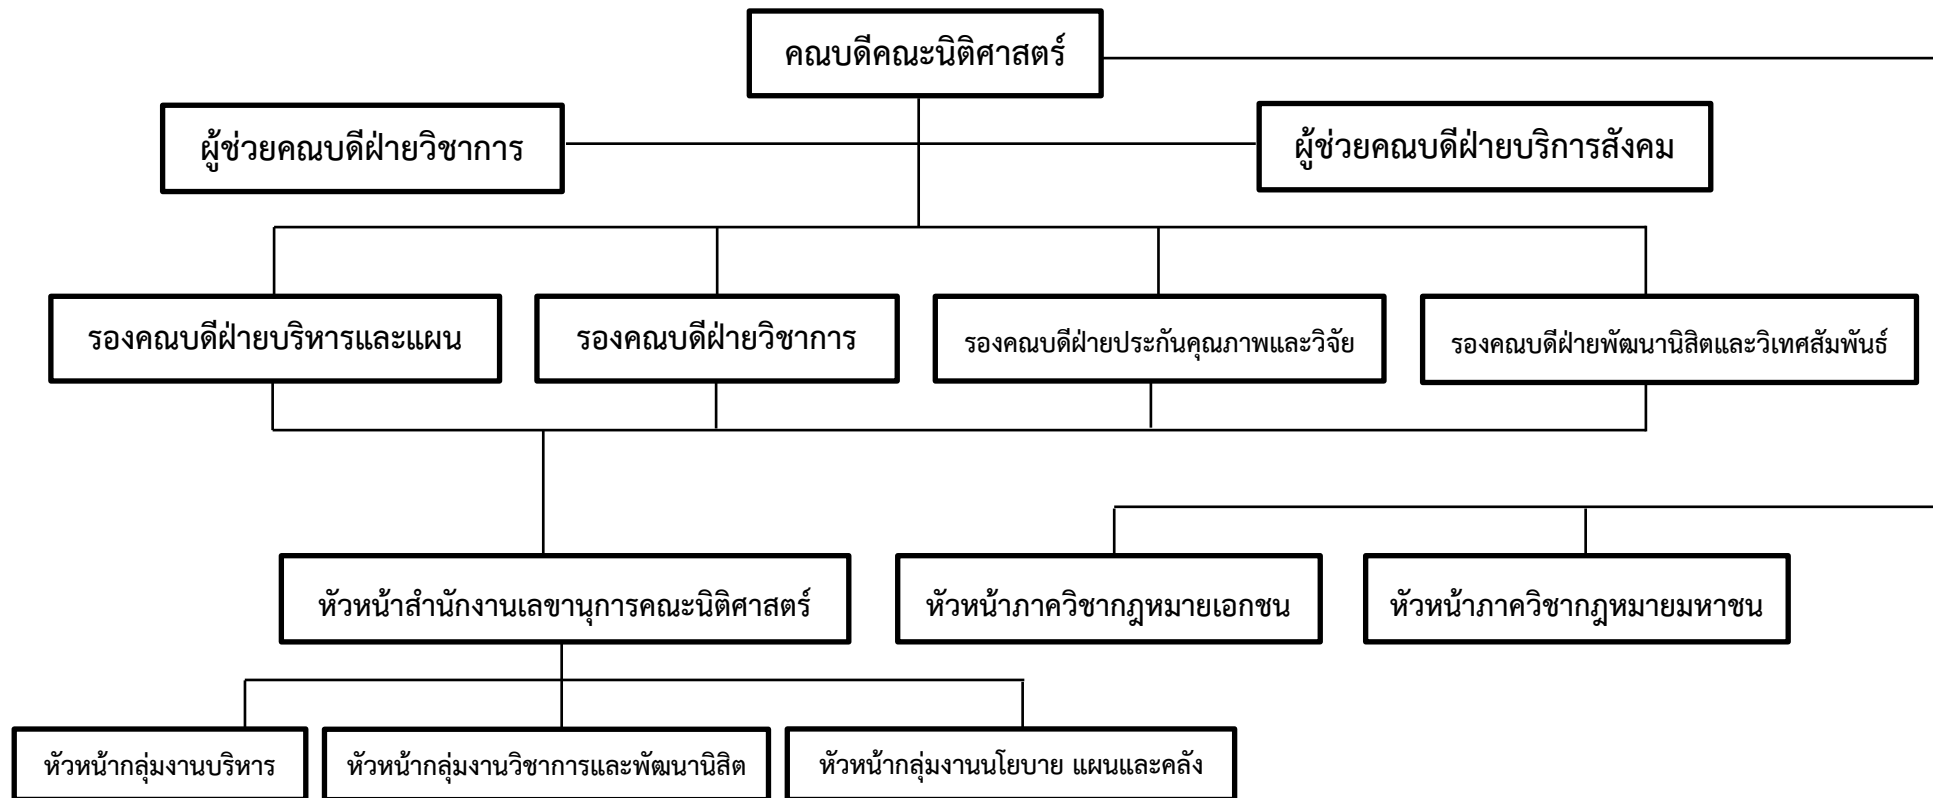 คณบดีคณะนิติศาสตร์
ผู้ช่วยคณบดีฝ่ายวิชาการ
ผู้ช่วยคณบดีฝ่ายบริการสังคม
รองคณบดีฝ่ายบริหารและแผน
รองคณบดีฝ่ายวิชาการ
รองคณบดีฝ่ายประกันคุณภาพและวิจัย
รองคณบดีฝ่ายพัฒนานิสิตและวิเทศสัมพันธ์
หัวหน้าสำนักงานเลขานุการคณะนิติศาสตร์
หัวหน้าภาควิชากฎหมายเอกชน
หัวหน้าภาควิชากฎหมายมหาชน
หัวหน้ากลุ่มงานบริหาร
หัวหน้ากลุ่มงานวิชาการและพัฒนานิสิต
หัวหน้ากลุ่มงานนโยบาย แผนและคลัง